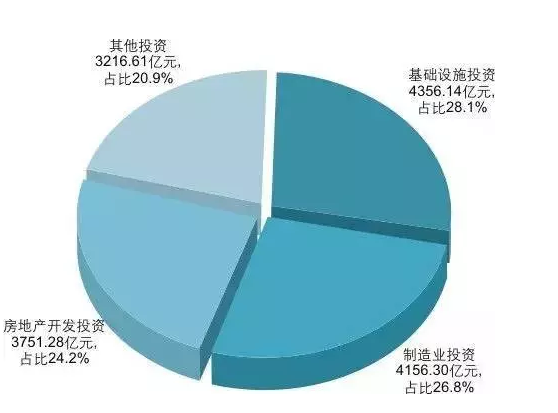 其他投资
3216.61亿元,
占比20.9%
基础设施投资
4356.14亿元,
占比28.1%
房地产开发投资
3751.28亿元,
占比24.2%
制造业投资
4156.30亿元,
占比26.8%